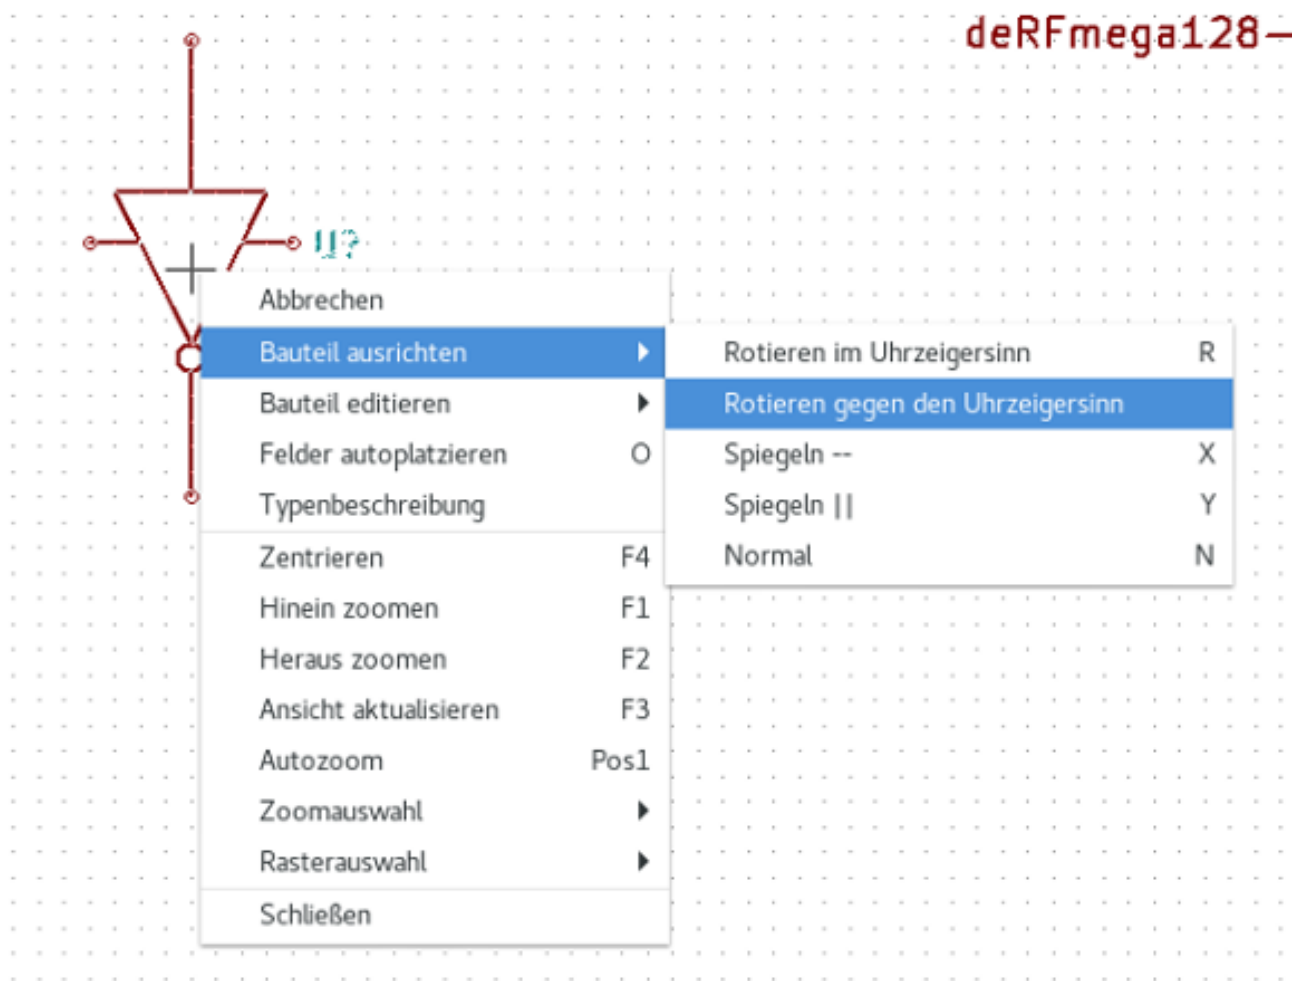 deRFmega128-
U?
Abbrechen
Bauteil ausrichten
Bauteil editieren
Felder autoplatzieren O
Typenbeschreibung
Zentrieren F4
Hinein zoomen F1
Heraus zoomen F2
Ansicht aktualisieren F3
Autozoom Pos1
Zoomauswahl
Rasterauswahl
Schließen
Rotieren im Uhrzeigersinn R
Rotieren gegen den Uhrzeigersinn
Spiegeln -- X
Spiegeln || Y
Normal N